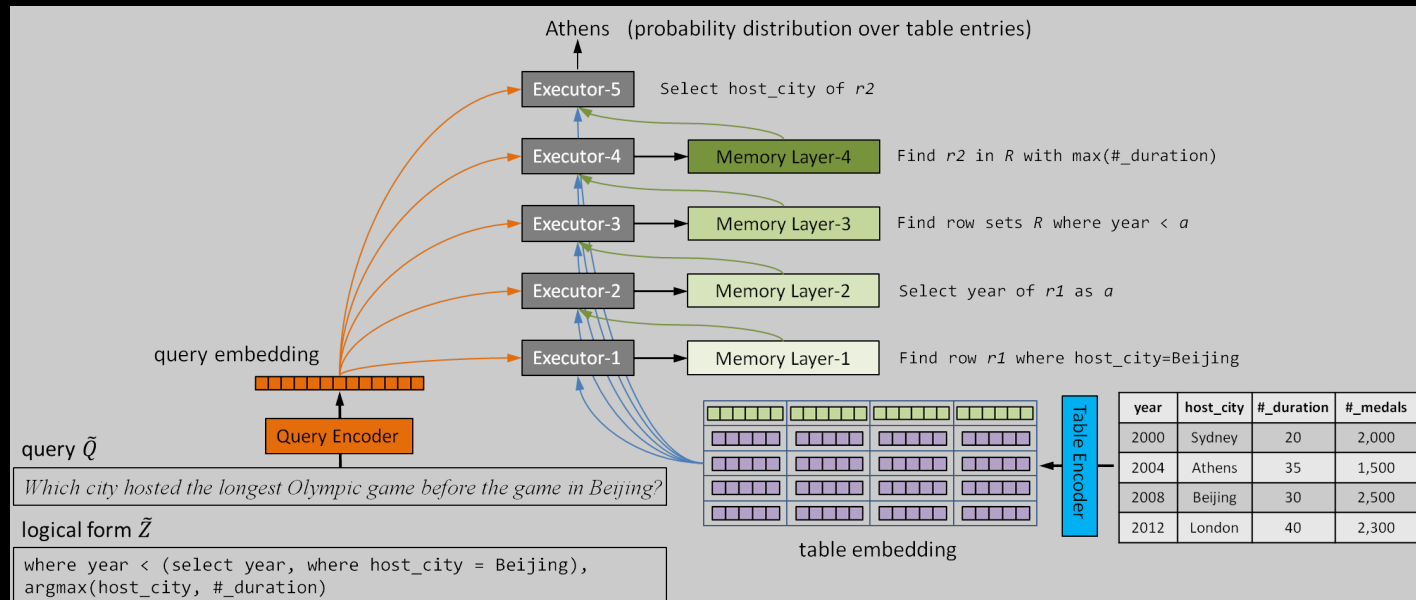 Athens (probability distribution over table entries)
Executor-5 Select host_city of r2
Executor-4 Memory Layer-4 Find r2 in R with max(#_duration)
Executor-3 Memory Layer-3 Find row sets R where year < a
Executor-2 Memory Layer-2 Select year of r1 as a
Executor-1 Memory Layer-1 Find row r1 where host_city=Beijing
query embedding
Query Encoder
query Q̃
Which city hosted the longest Olympic game before the game in Beijing?
logical form Z̃
where year < (select year, where host_city = Beijing),
argmax(host_city, #_duration)
table embedding
Table Encoder
year host_city #_duration #_medals
2000 Sydney 20 2,000
2004 Athens 35 1,500
2008 Beijing 30 2,500
2012 London 40 2,300